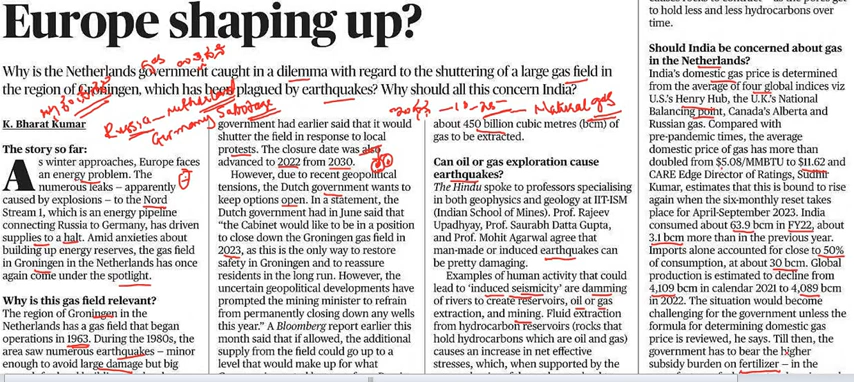 Europe shaping up?
Why is the Netherlands government caught in a dilemma with regard to the shuttering of a large gas field in
the region of Groningen, which has been plagued by earthquakes? Why should all this concern India?
gas
Russia – Netherland
Germany Sabotage
10-25
Natural gas
K. Bharat Kumar
The story so far:
As winter approaches, Europe faces
an energy problem. The
numerous leaks – apparently
caused by explosions – to the Nord
Stream 1, which is an energy pipeline
connecting Russia to Germany, has driven
supplies to a halt. Amid anxieties about
building up energy reserves, the gas field
in Groningen in the Netherlands has once
again come under the spotlight.
Why is this gas field relevant?
The region of Groningen in the
Netherlands has a gas field that began
operations in 1963. During the 1980s, the
area saw numerous earthquakes – minor
enough to avoid large damage but big
government had earlier said that it would
shutter the field in response to local
protests. The closure date was also
advanced to 2022 from 2030.
However, due to recent geopolitical
tensions, the Dutch government wants to
keep options open. In a statement, the
Dutch government had in June said that
“the Cabinet would like to be in a position
to close down the Groningen gas field in
2023, as this is the only way to restore
safety in Groningen and to reassure
residents in the long run. However, the
uncertain geopolitical developments have
prompted the mining minister to refrain
from permanently closing down any wells
this year.” A Bloomberg report earlier this
month said that if allowed, the additional
supply from the field could go up to a
level that would make up for what
about 450 billion cubic metres (bcm) of
gas to be extracted.
Can oil or gas exploration cause
earthquakes?
The Hindu spoke to professors specialising
in both geophysics and geology at IIT-ISM
(Indian School of Mines). Prof. Rajeev
Upadhyay, Prof. Saurabh Datta Gupta,
and Prof. Mohit Agarwal agree that
man-made or induced earthquakes can
be pretty damaging.
Examples of human activity that could
lead to ‘induced seismicity’ are damming
of rivers to create reservoirs, oil or gas
extraction, and mining. Fluid extraction
from hydrocarbon reservoirs (rocks that
hold hydrocarbons which are oil and gas)
causes an increase in net effective
stresses, which, when supported by the
to hold less and less hydrocarbons over
time.
Should India be concerned about gas
in the Netherlands?
India’s domestic gas price is determined
from the average of four global indices viz
U.S.’s Henry Hub, the U.K.’s National
Balancing point, Canada’s Alberta and
Russian gas. Compared with
pre-pandemic times, the average
domestic price of gas has more than
doubled from $5.08/MMBTU to $11.62 and
CARE Edge Director of Ratings, Sudhir
Kumar, estimates that this is bound to rise
again when the six-monthly reset takes
place for April-September 2023. India
consumed about 63.9 bcm in FY22, about
3.1 bcm more than in the previous year.
Imports alone accounted for close to 50%
of consumption, at about 30 bcm. Global
production is estimated to decline from
4,109 bcm in calendar 2021 to 4,089 bcm
in 2022. The situation would become
challenging for the government unless the
formula for determining domestic gas
price is reviewed, he says. Till then, the
government has to bear the higher
subsidy burden on fertilizer – in the